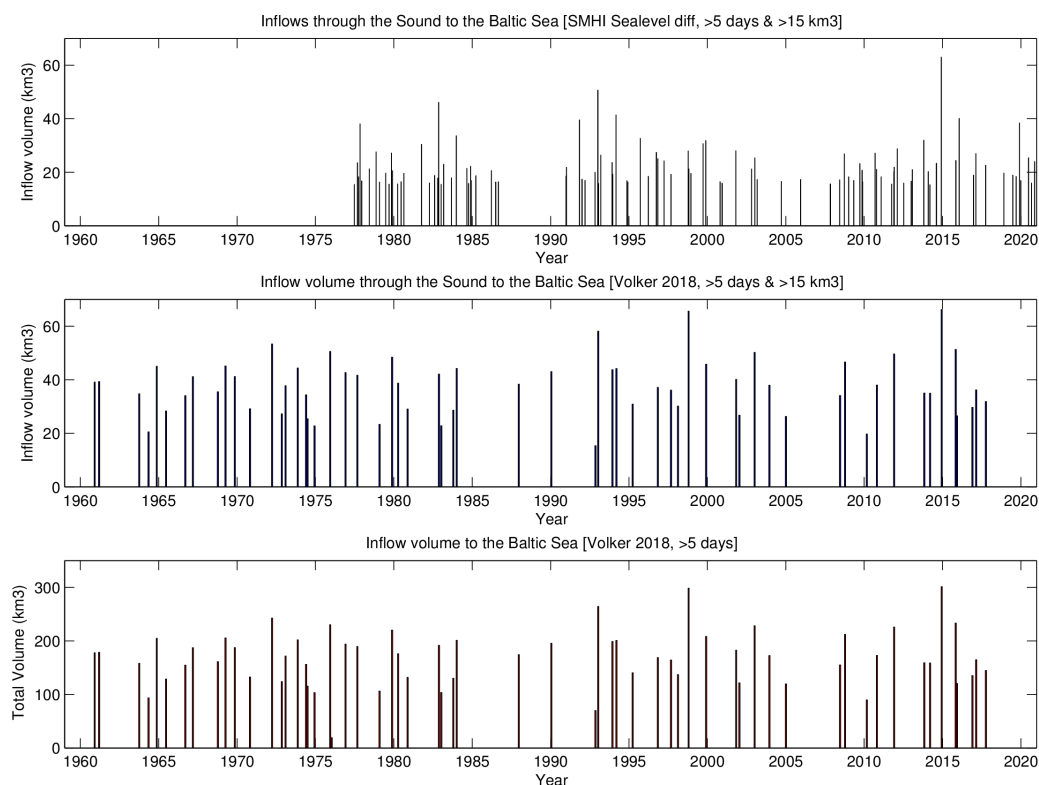 Inflows through the Sound to the Baltic Sea [SMHI Sealevel diff, >5 days & >15 km3]
Inflow volume (km3)
60
40
20
0
1960 1965 1970 1975 1980 1985 1990 1995 2000 2005 2010 2015 2020
Year
Inflow volume through the Sound to the Baltic Sea [Volker 2018, >5 days & >15 km3]
Inflow volume (km3)
60
40
20
0
1960 1965 1970 1975 1980 1985 1990 1995 2000 2005 2010 2015 2020
Year
Inflow volume to the Baltic Sea [Volker 2018, >5 days]
Total Volume (km3)
300
200
100
0
1960 1965 1970 1975 1980 1985 1990 1995 2000 2005 2010 2015 2020
Year